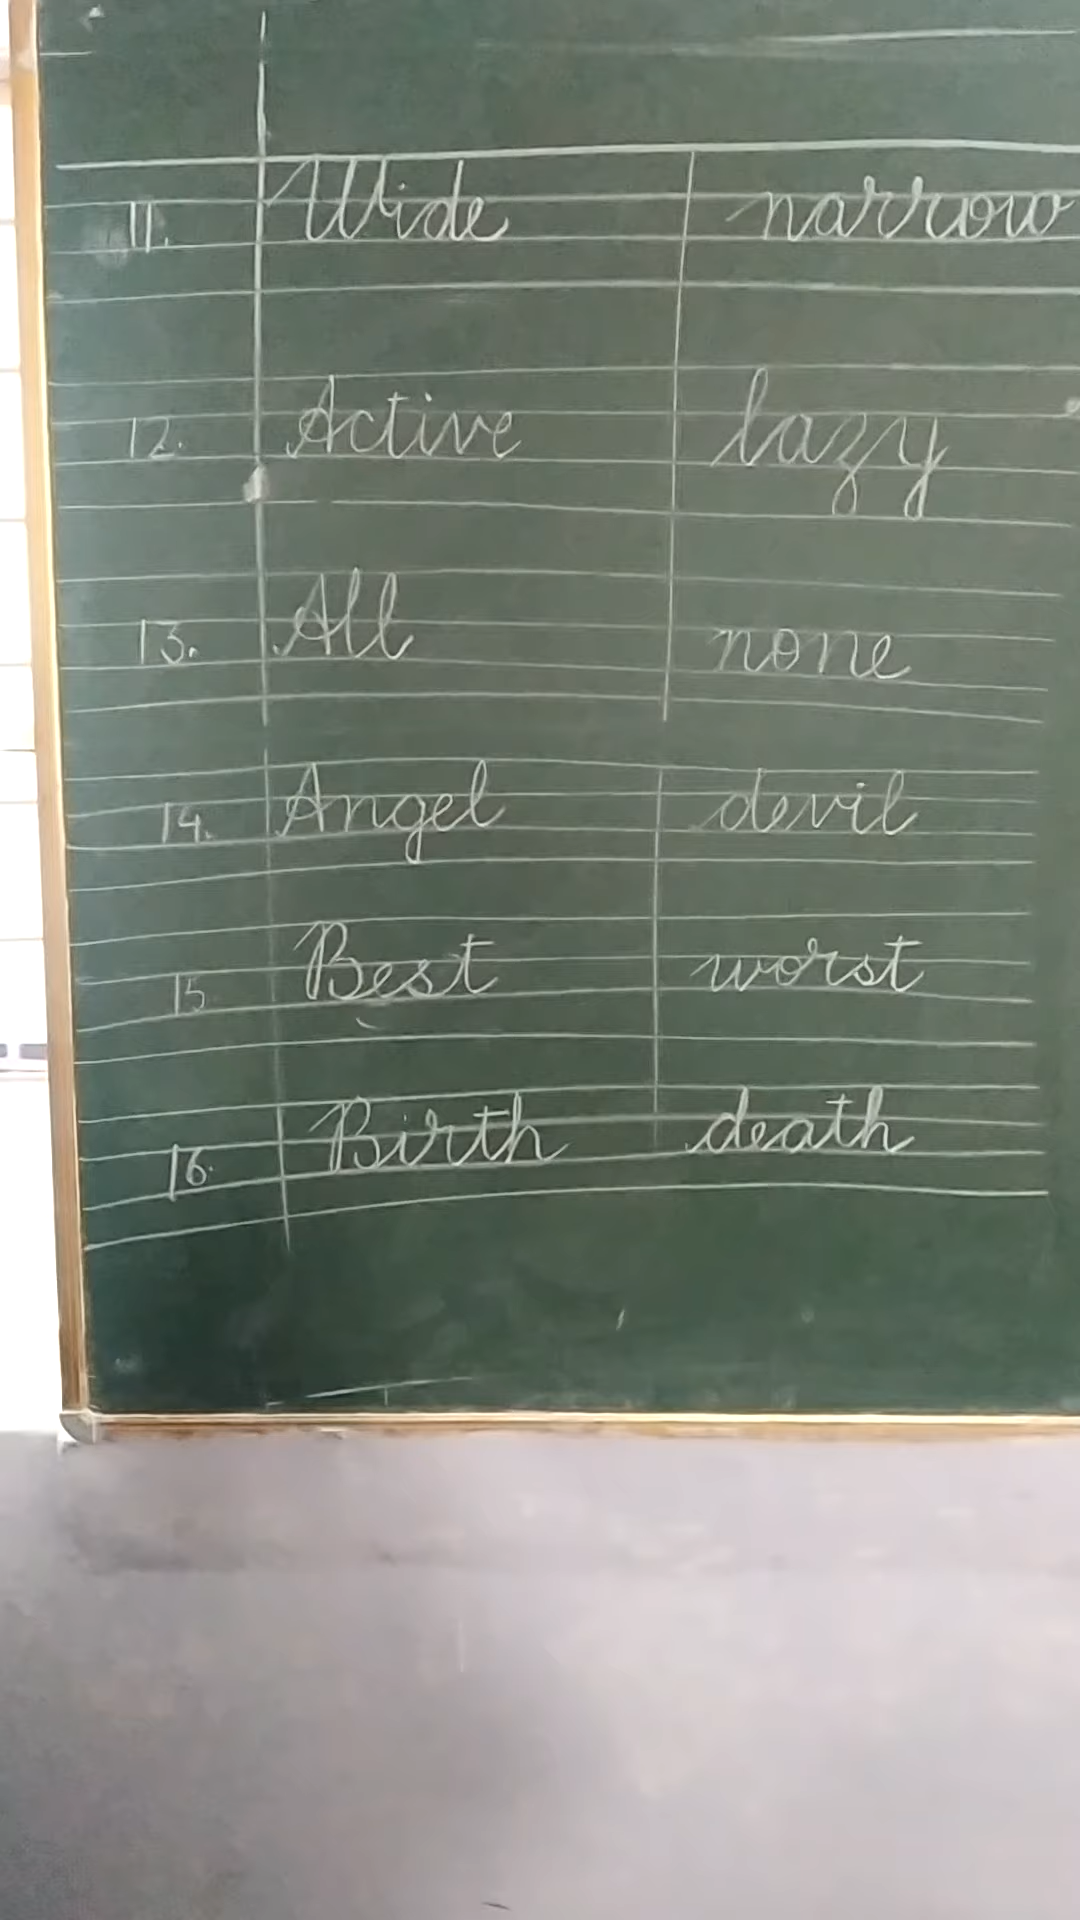 11. Wide narrow
12. Active lazy
13. All none
14. Angel devil
15. Best worst
16. Birth death